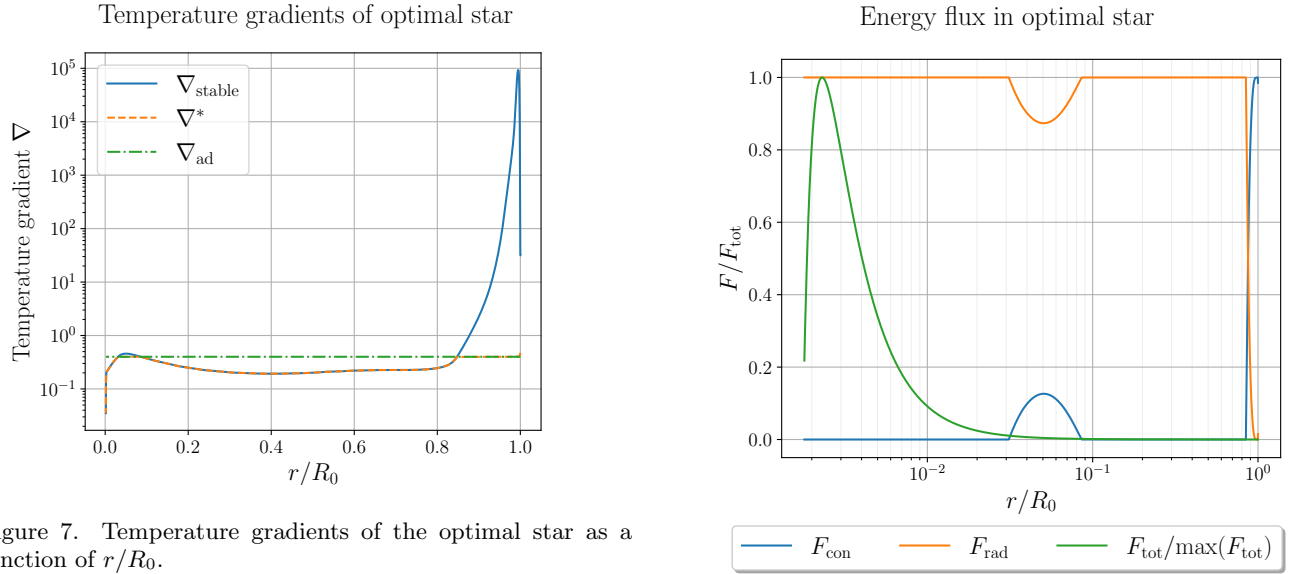 Temperature gradients of optimal star
10^5
10^4
10^3
10^2
10^1
10^0
10^−1
Temperature gradient ∇
∇stable
∇*
∇ad
0.0 0.2 0.4 0.6 0.8 1.0
r/R0
gure 7. Temperature gradients of the optimal star as a
nction of r/R0.
Energy flux in optimal star
1.0
0.8
0.6
0.4
0.2
0.0
F/Ftot
10^−2 10^−1 10^0
r/R0
Fcon Frad Ftot/max(Ftot)